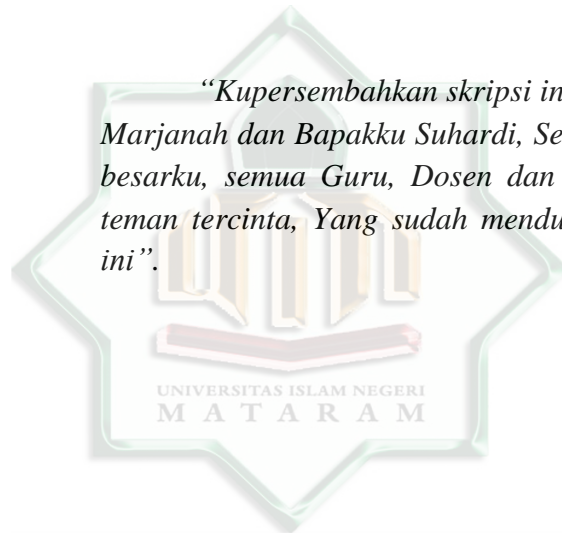 “Kupersembahkan skripsi in
Marjanah dan Bapakku Suhardi, Se
besarku, semua Guru, Dosen dan
teman tercinta, Yang sudah mendu
ini”.
UNIVERSITAS ISLAM NEGERI
MATARAM